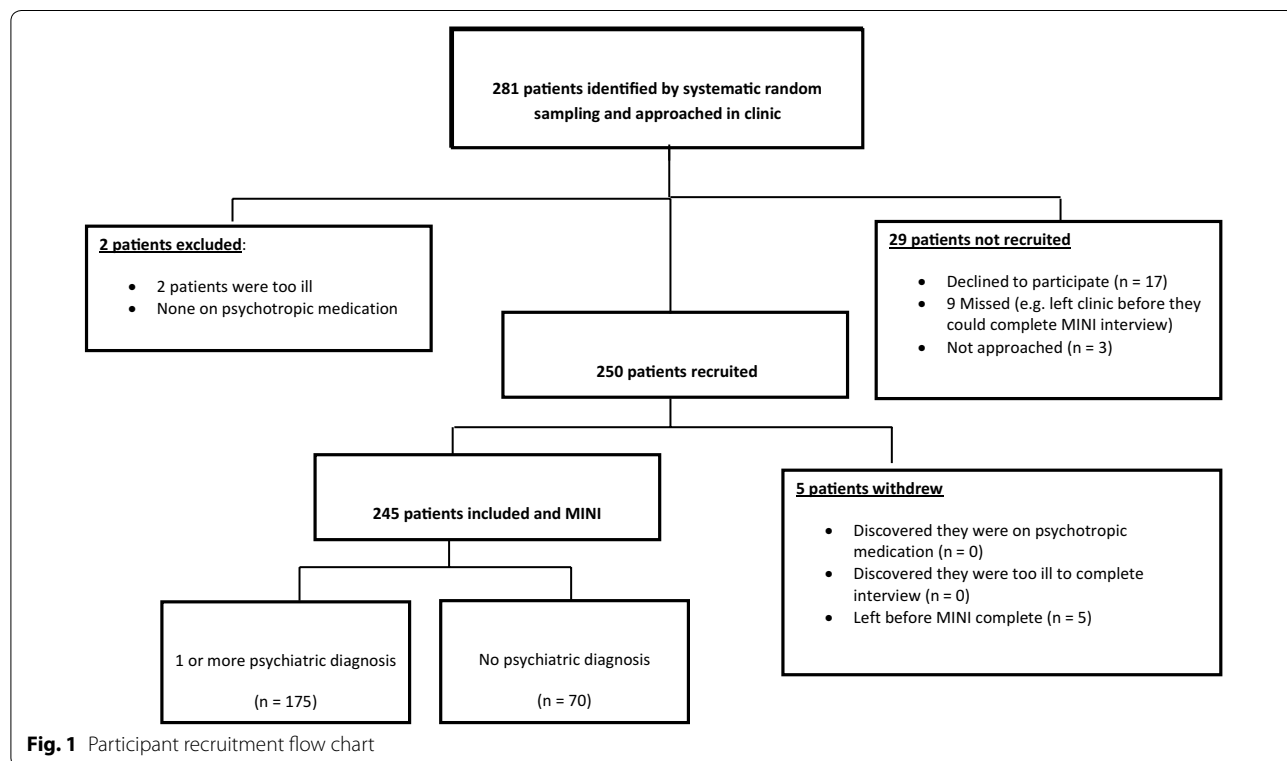 281 patients identified by systematic random
sampling and approached in clinic
2 patients excluded:
• 2 patients were too ill
• None on psychotropic medication
29 patients not recruited
• Declined to participate (n = 17)
• 9 Missed (e.g. left clinic before they
could complete MINI interview)
• Not approached (n = 3)
250 patients recruited
245 patients included and MINI
5 patients withdrew
• Discovered they were on psychotropic
medication (n = 0)
• Discovered they were too ill to complete
interview (n = 0)
• Left before MINI complete (n = 5)
1 or more psychiatric diagnosis
(n = 175)
No psychiatric diagnosis
(n = 70)
Fig. 1 Participant recruitment flow chart